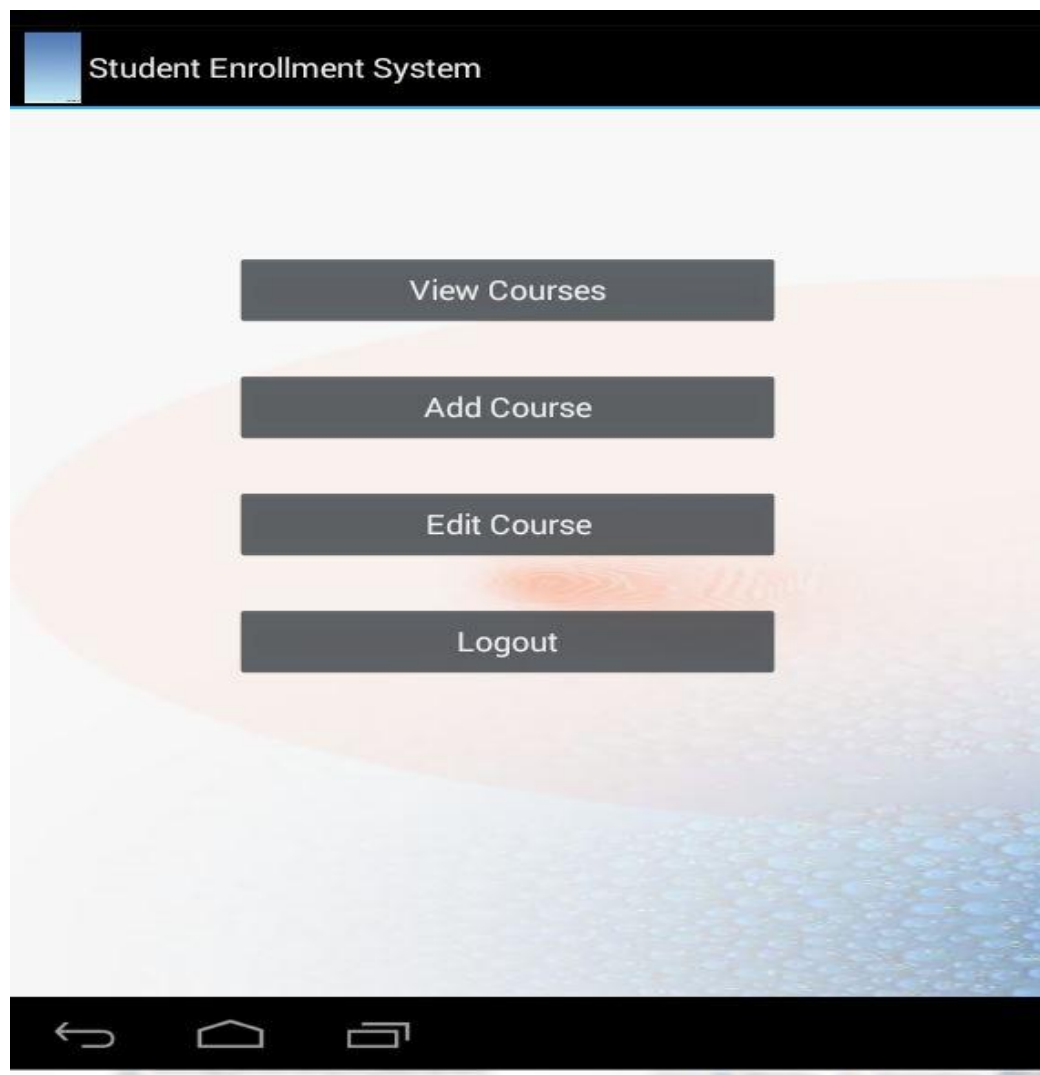 Student Enrollment System
View Courses
Add Course
Edit Course
Logout